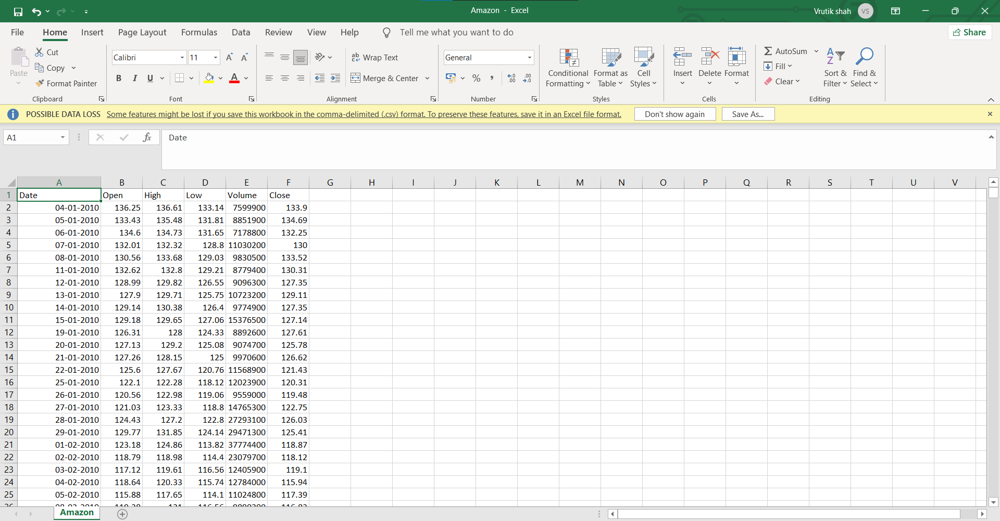 Amazon - Excel
Vrutik shah VS
File Home Insert Page Layout Formulas Data Review View Help Tell me what you want to do Share
Paste
Cut
Copy
Format Painter
Clipboard
Calibri 11
B I U
Font
Wrap Text
Merge & Center
Alignment
General
Number
Conditional Formatting
Format as Table
Cell Styles
Styles
Insert Delete Format
Cells
AutoSum
Fill
Clear
Sort & Filter
Find & Select
Editing
POSSIBLE DATA LOSS Some features might be lost if you save this workbook in the comma-delimited (.csv) format. To preserve these features, save it in an Excel file format. Don't show again Save As...
A1 fx Date
A B C D E F G H I J K L M N O P Q R S T U V
1 Date Open High Low Volume Close
2 04-01-2010 136.25 136.61 133.14 7599900 133.9
3 05-01-2010 133.43 135.48 131.81 8851900 134.69
4 06-01-2010 134.6 134.73 131.65 7178800 132.25
5 07-01-2010 132.01 132.32 128.8 11030200 130
6 08-01-2010 130.56 133.68 129.03 9830500 133.52
7 11-01-2010 132.62 132.8 129.21 8779400 130.31
8 12-01-2010 128.99 129.82 126.55 9096300 127.35
9 13-01-2010 127.9 129.71 125.75 10723200 129.11
10 14-01-2010 129.14 130.38 126.4 9774900 127.35
11 15-01-2010 129.18 129.65 127.06 15376500 127.14
12 19-01-2010 126.31 128 124.33 8892600 127.61
13 20-01-2010 127.13 129.2 125.08 9074700 125.78
14 21-01-2010 127.26 128.15 125 9970600 126.62
15 22-01-2010 125.6 127.67 120.76 11568900 121.43
16 25-01-2010 122.1 122.28 118.12 12023900 120.31
17 26-01-2010 120.56 122.98 119.06 9559000 119.48
18 27-01-2010 121.03 123.33 118.8 14765300 122.75
19 28-01-2010 124.43 127.2 122.8 27293100 126.03
20 29-01-2010 129.77 131.85 124.14 29471300 125.41
21 01-02-2010 123.18 124.86 113.82 37774400 118.87
22 02-02-2010 118.79 118.98 114.4 23079700 118.12
23 03-02-2010 117.12 119.61 116.56 12405900 119.1
24 04-02-2010 118.64 120.33 115.74 12784000 115.94
25 05-02-2010 115.88 117.65 114.1 11024800 117.39
Amazon